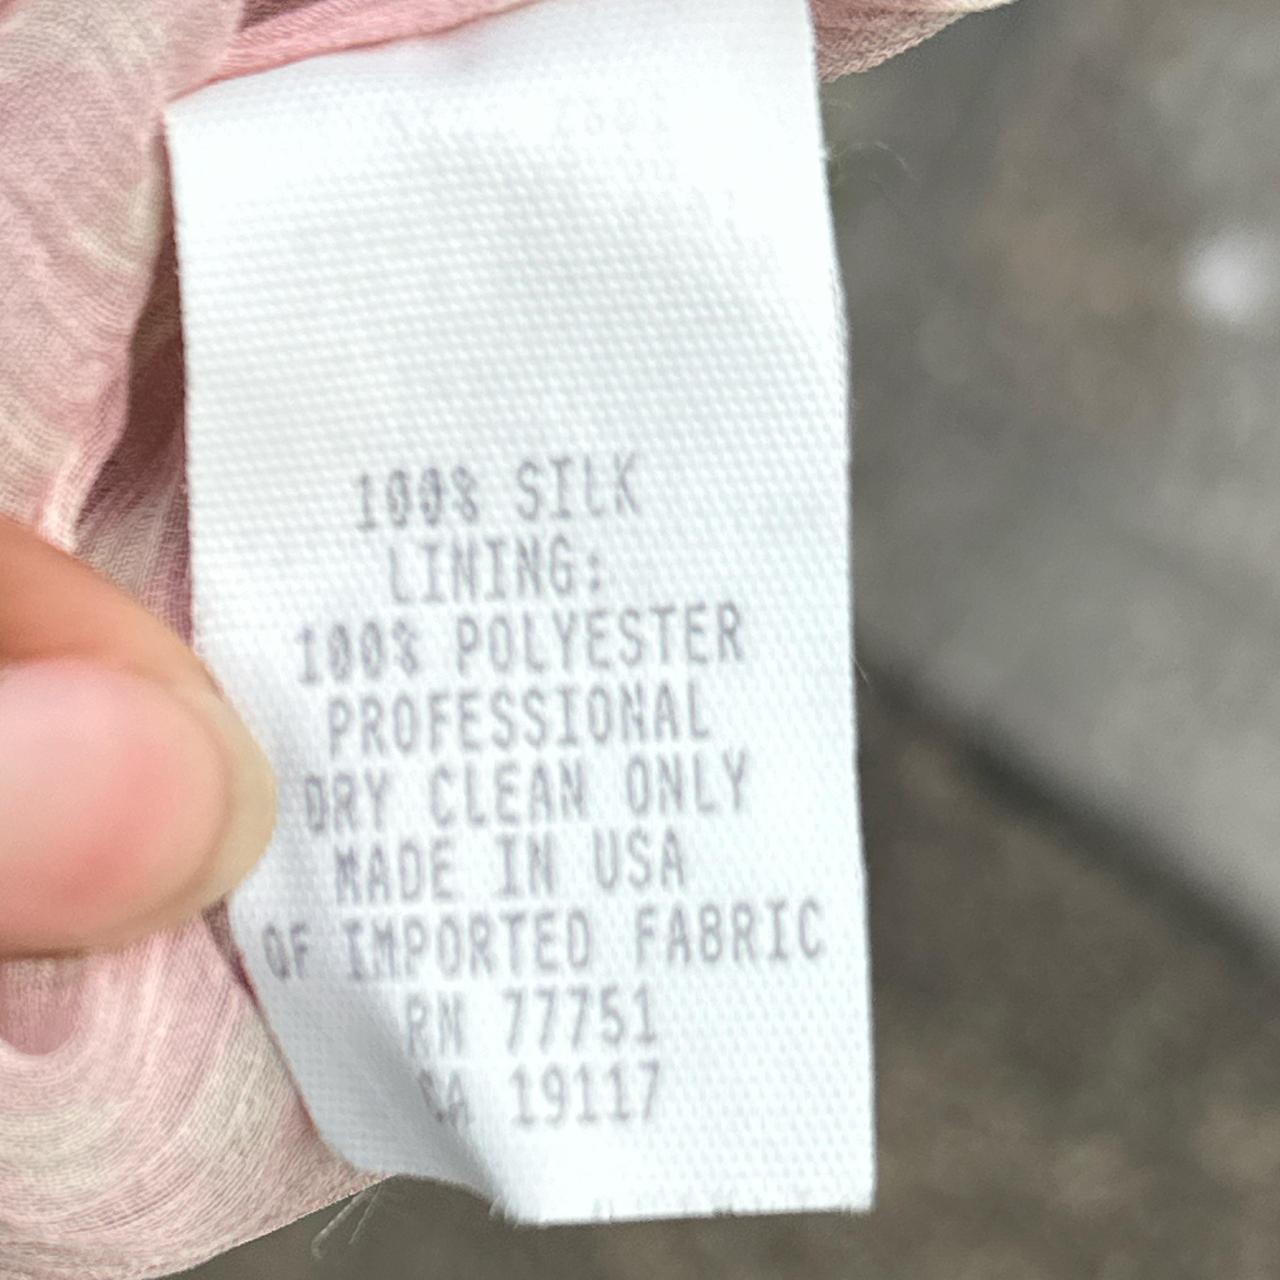 100% SILK
LINING:
100% POLYESTER
PROFESSIONAL
DRY CLEAN ONLY
MADE IN USA
OF IMPORTED FABRIC
RN 77751
CA 19117